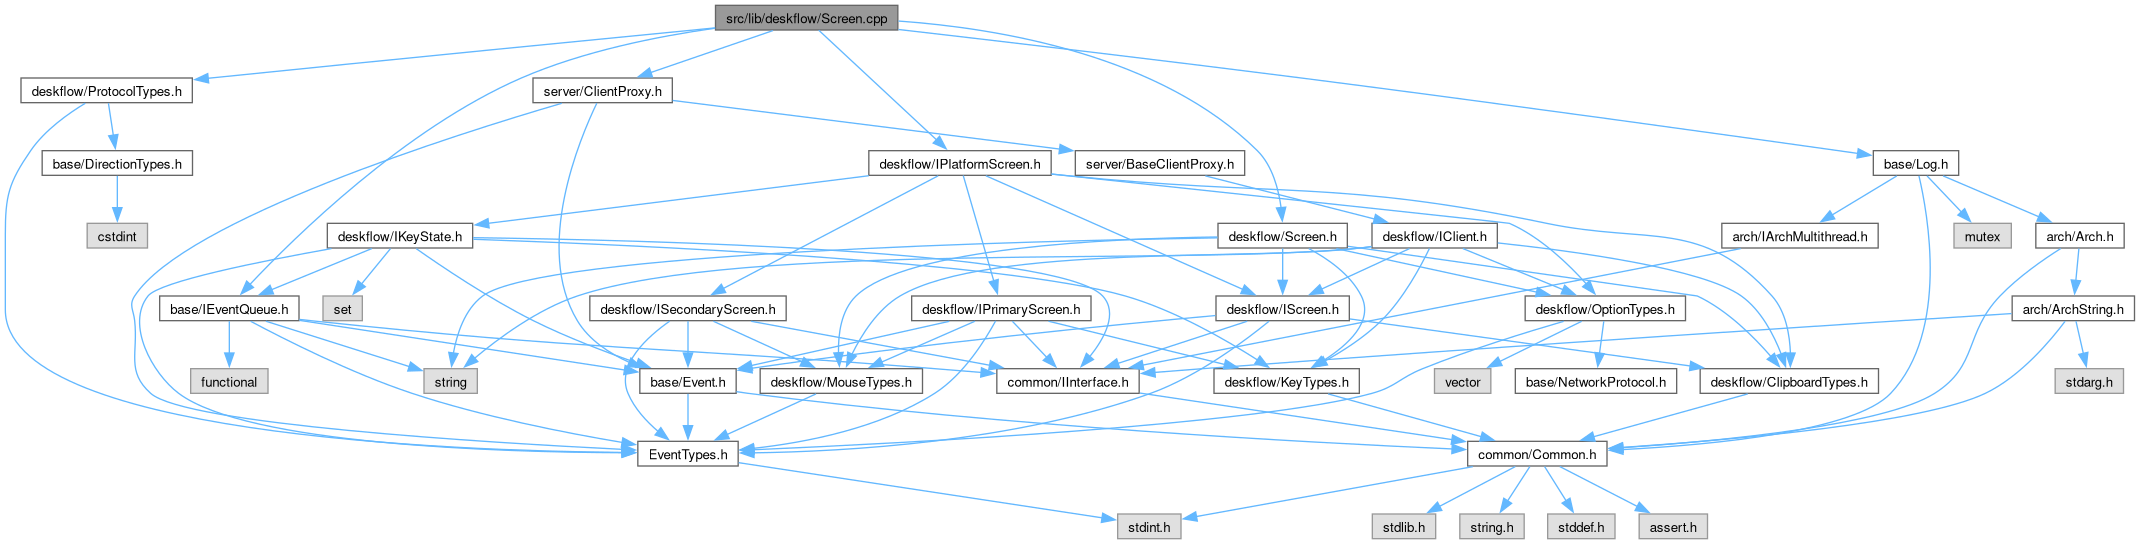 src/lib/deskflow/Screen.cpp
deskflow/ProtocolTypes.h
server/ClientProxy.h
base/DirectionTypes.h
deskflow/IPlatformScreen.h
server/BaseClientProxy.h
base/Log.h
cstdint
deskflow/IKeyState.h
deskflow/Screen.h
deskflow/IClient.h
arch/IArchMultithread.h
mutex
arch/Arch.h
base/IEventQueue.h
set
deskflow/ISecondaryScreen.h
deskflow/IPrimaryScreen.h
deskflow/IScreen.h
deskflow/OptionTypes.h
arch/ArchString.h
functional
string
base/Event.h
deskflow/MouseTypes.h
common/IInterface.h
deskflow/KeyTypes.h
vector
base/NetworkProtocol.h
deskflow/ClipboardTypes.h
stdarg.h
EventTypes.h
common/Common.h
stdint.h
stdlib.h
string.h
stddef.h
assert.h